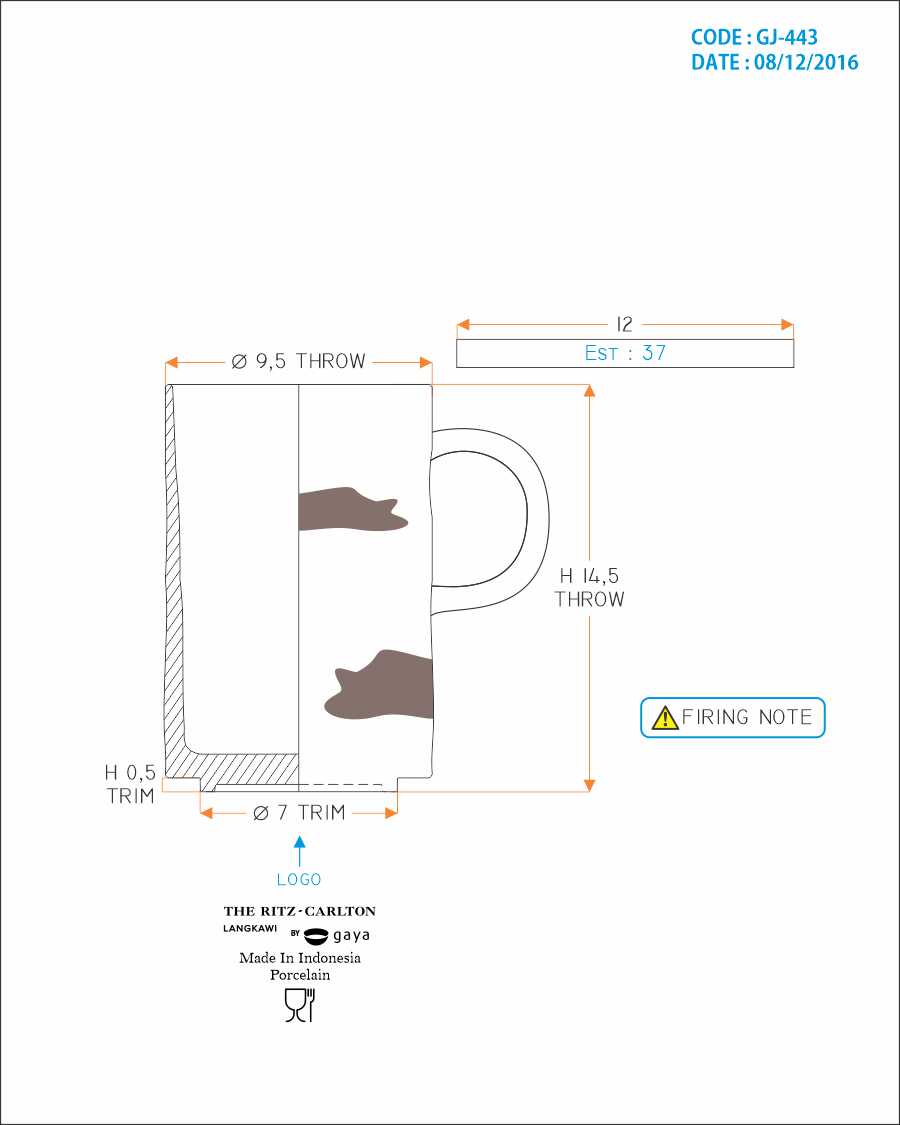 CODE : GJ-443
DATE : 08/12/2016
12
Est : 37
Ø 9,5 THROW
H 14,5
THROW
FIRING NOTE
H 0,5
TRIM
Ø 7 TRIM
LOGO
THE RITZ-CARLTON
LANGKAWI BY gaya
Made In Indonesia
Porcelain